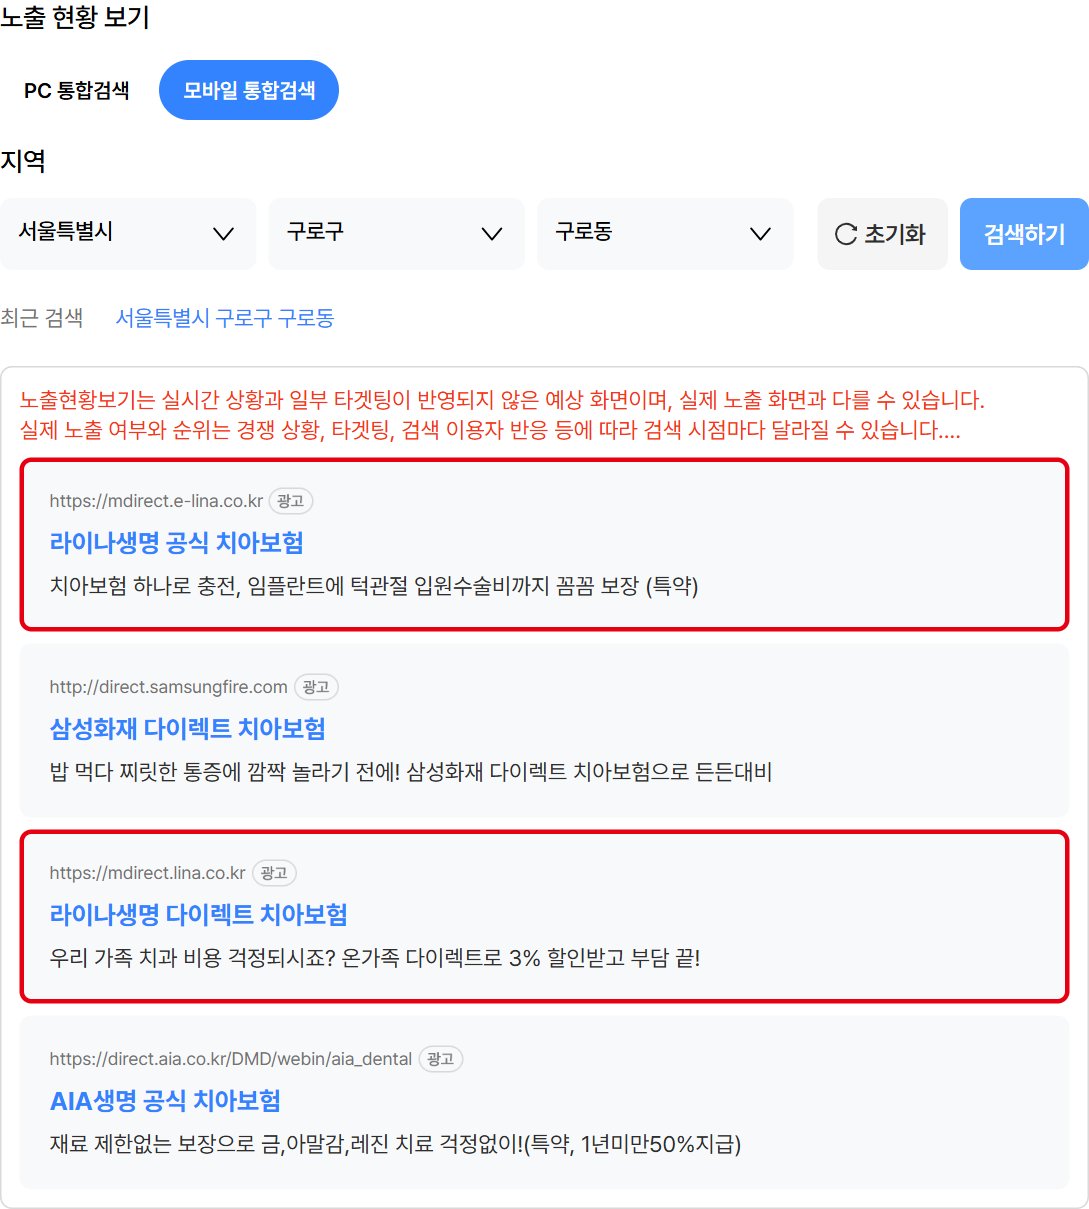 노출 현황 보기
PC 통합검색
모바일 통합검색
지역
서울특별시
구로구
구로동
초기화
검색하기
최근 검색
서울특별시 구로구 구로동
노출현황보기는 실시간 상황과 일부 타겟팅이 반영되지 않은 예상 화면이며, 실제 노출 화면과 다를 수 있습니다.
실제 노출 여부와 순위는 경쟁 상황, 타겟팅, 검색 이용자 반응 등에 따라 검색 시점마다 달라질 수 있습니다....
https://mdirect.e-lina.co.kr 광고
라이나생명 공식 치아보험
치아보험 하나로 충전, 임플란트에 턱관절 입원수술비까지 꼼꼼 보장 (특약)
http://direct.samsungfire.com 광고
삼성화재 다이렉트 치아보험
밥 먹다 찌릿한 통증에 깜짝 놀라기 전에! 삼성화재 다이렉트 치아보험으로 든든대비
https://mdirect.lina.co.kr 광고
라이나생명 다이렉트 치아보험
우리 가족 치과 비용 걱정되시죠? 온가족 다이렉트로 3% 할인받고 부담 끝!
https://direct.aia.co.kr/DMD/webin/aia_dental 광고
AIA생명 공식 치아보험
재료 제한없는 보장으로 금,아말감,레진 치료 걱정없이!(특약, 1년미만50%지급)